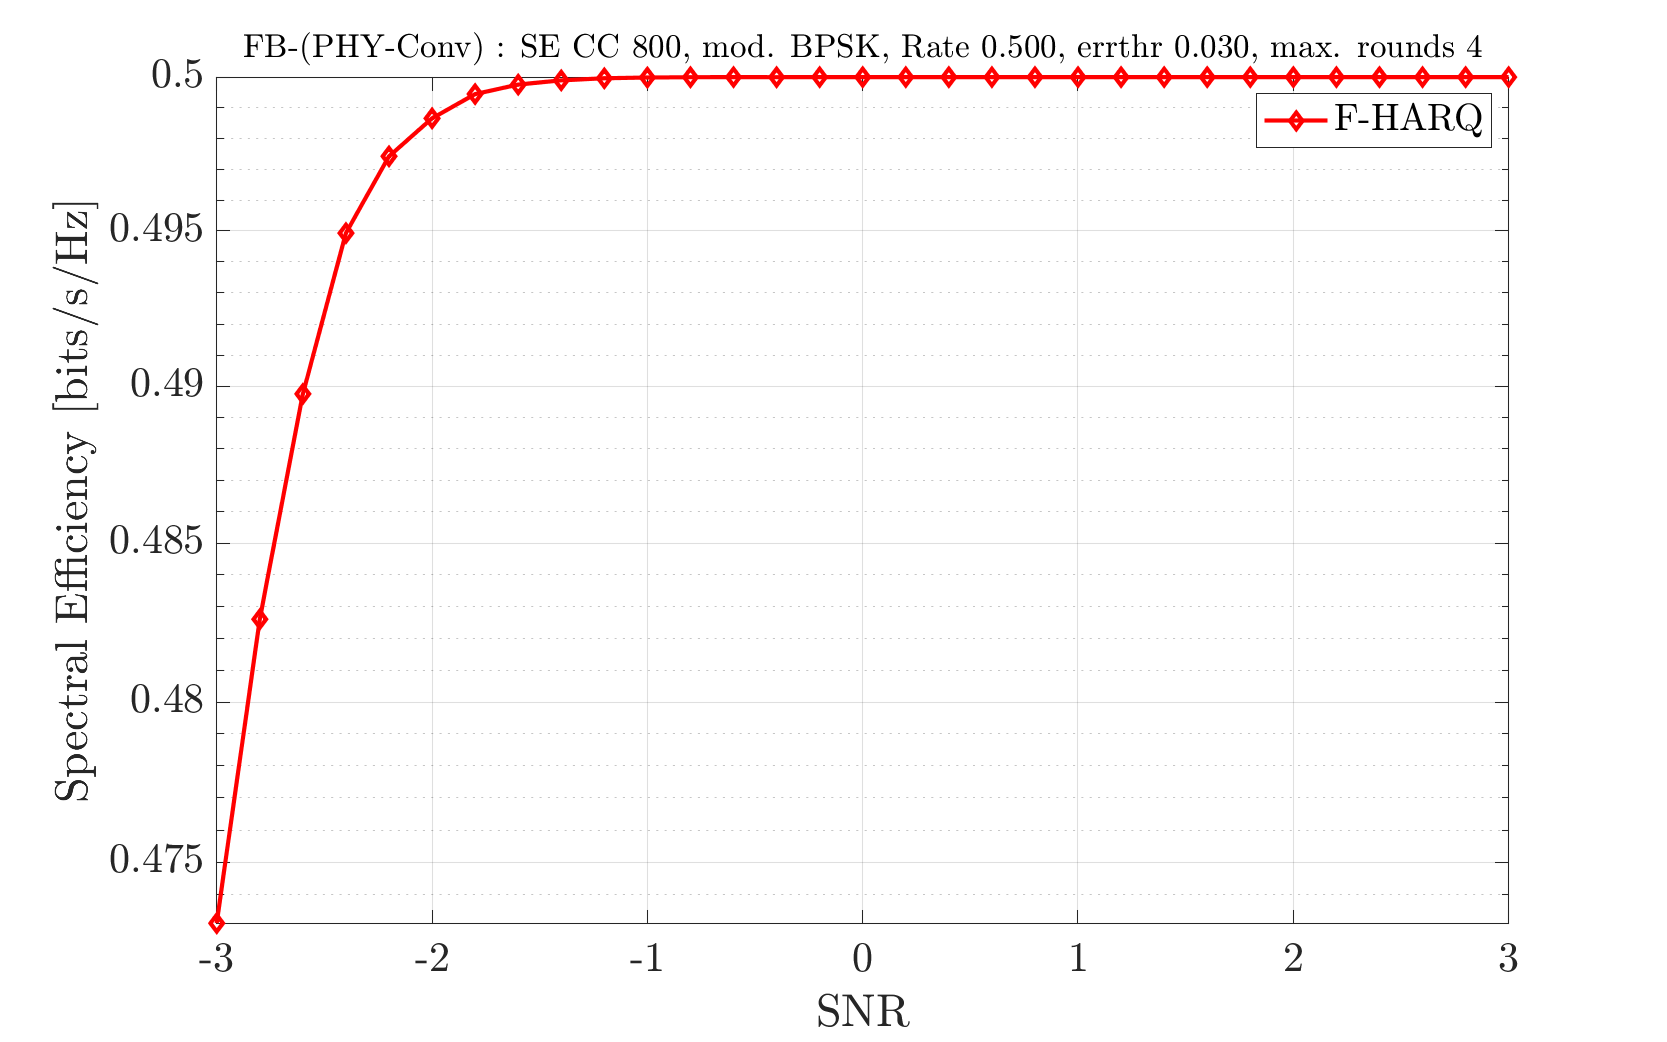 FB-(PHY-Conv) : SE CC 800, mod. BPSK, Rate 0.500, errthr 0.030, max. rounds 4
F-HARQ
Spectral Efficiency [bits/s/Hz]
0.5
0.495
0.49
0.485
0.48
0.475
-3 -2 -1 0 1 2 3
SNR